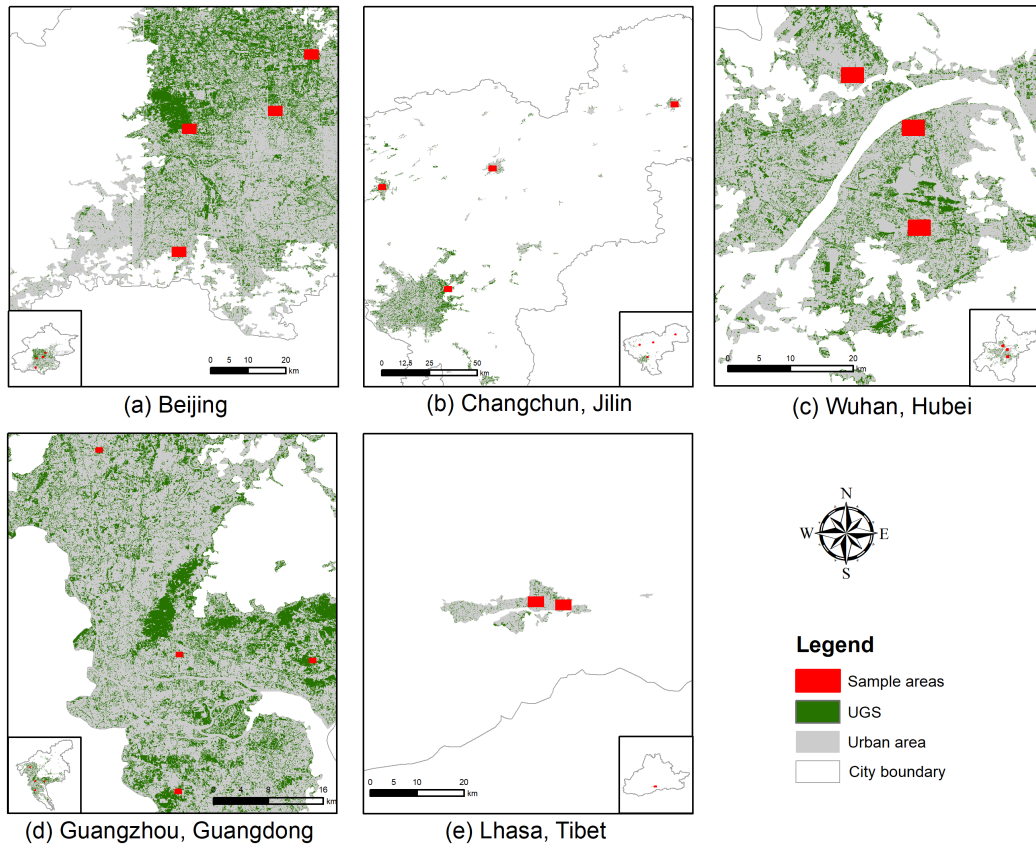 0 5 10 20
km
(a) Beijing
0 12.5 25 50
km
(b) Changchun, Jilin
0 5 10 20
km
(c) Wuhan, Hubei
0 4 8 16
km
(d) Guangzhou, Guangdong
0 5 10 20
km
(e) Lhasa, Tibet
N
W E
S
Legend
Sample areas
UGS
Urban area
City boundary